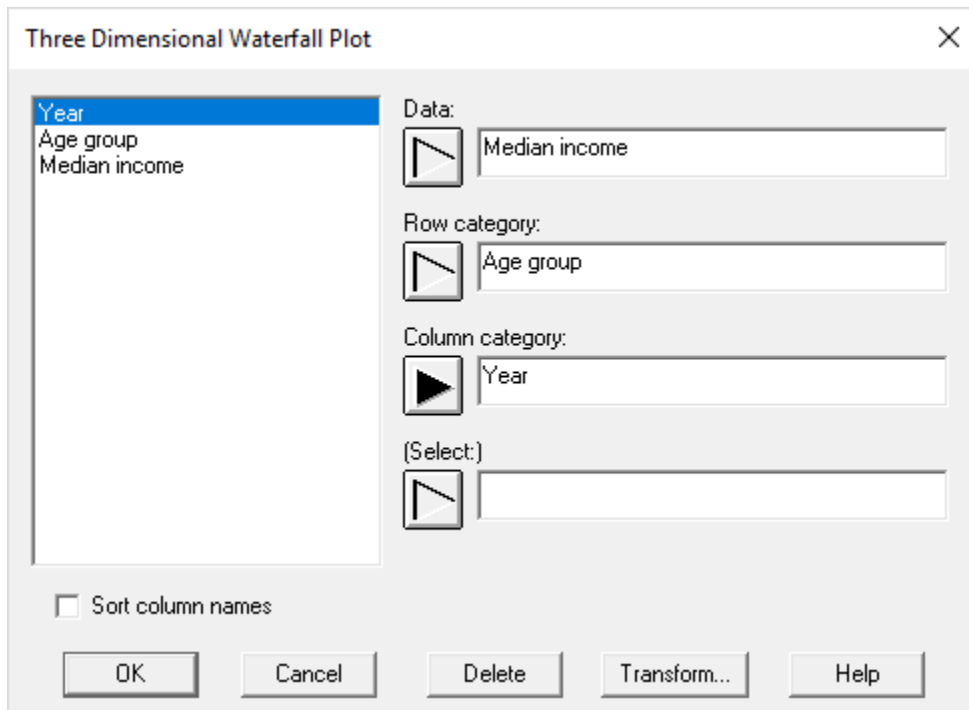 Three Dimensional Waterfall Plot
Year
Age group
Median income
Data:
Median income
Row category:
Age group
Column category:
Year
(Select:)
Sort column names
OK
Cancel
Delete
Transform...
Help